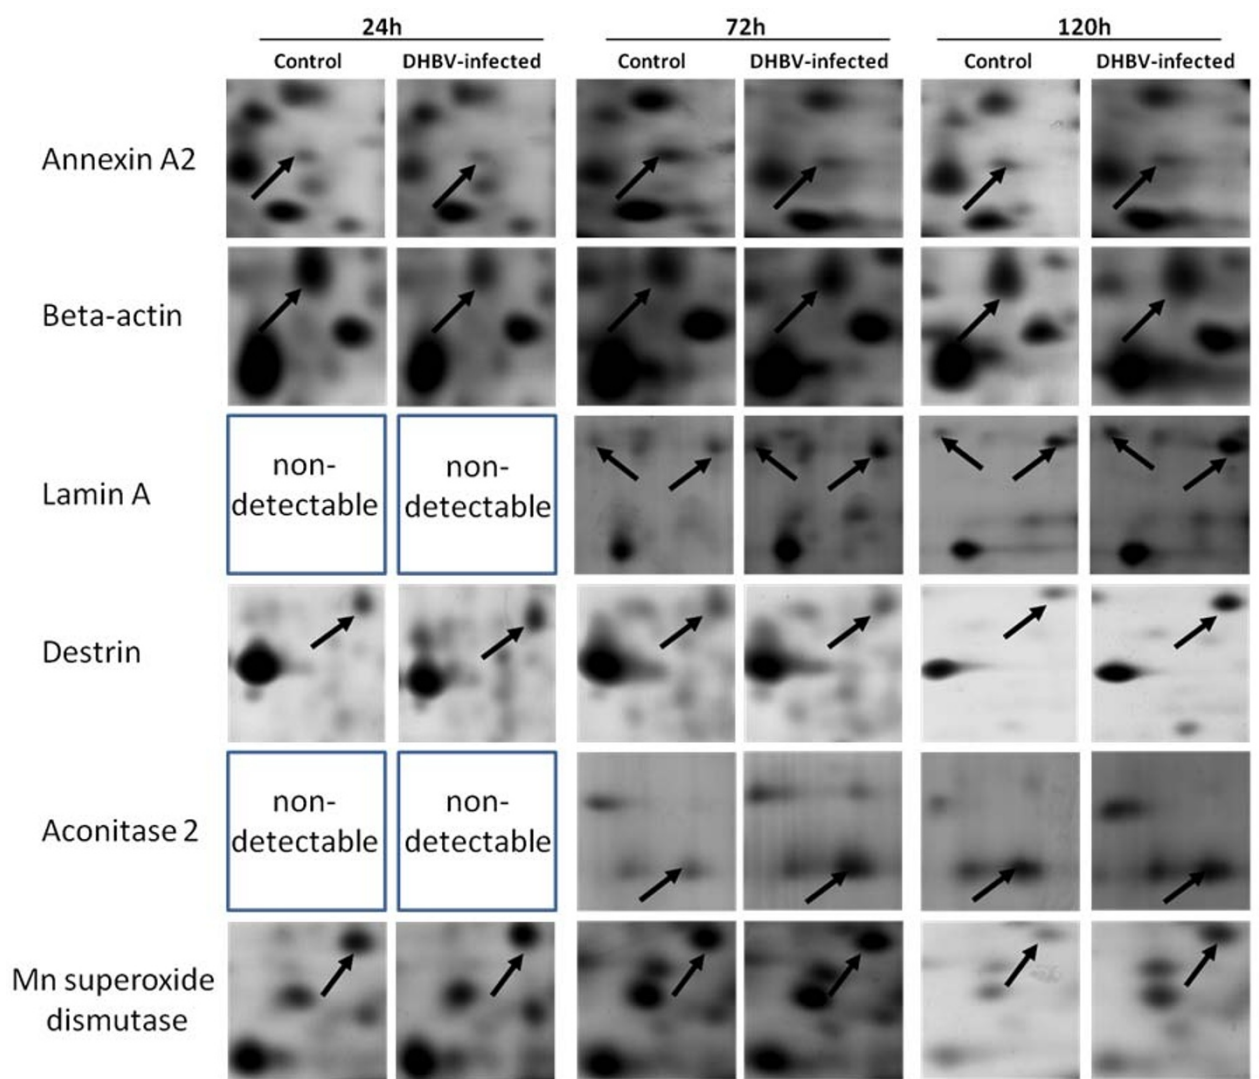 24h 72h 120h
Control DHBV-infected Control DHBV-infected Control DHBV-infected
Annexin A2
Beta-actin
Lamin A
non-
detectable
non-
detectable
Destrin
Aconitase 2
non-
detectable
non-
detectable
Mn superoxide
dismutase